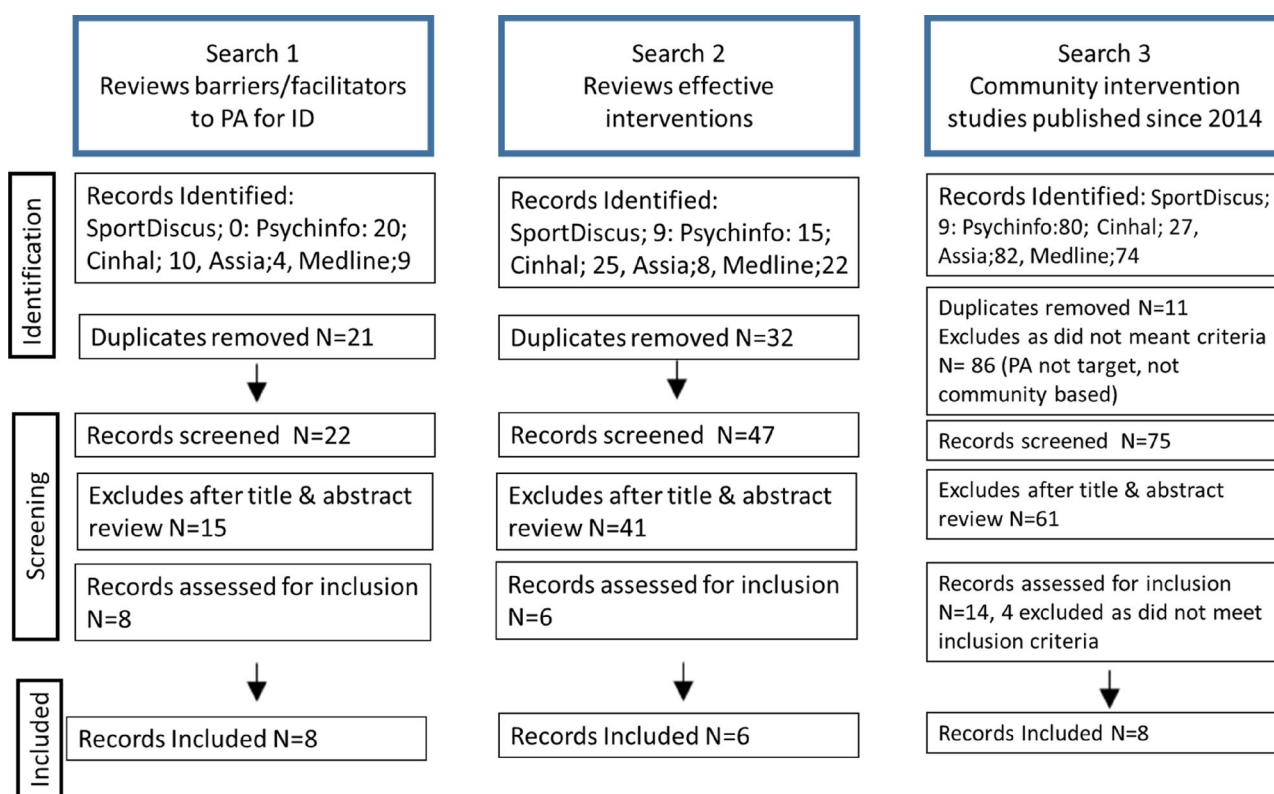 Search 1
Reviews barriers/facilitators
to PA for ID
Search 2
Reviews effective
interventions
Search 3
Community intervention
studies published since 2014
Identification
Records Identified:
SportDiscus; 0: Psychinfo: 20;
Cinhal; 10, Assia;4, Medline;9
Records Identified:
SportDiscus; 9: Psychinfo: 15;
Cinhal; 25, Assia;8, Medline;22
Records Identified: SportDiscus;
9: Psychinfo:80; Cinhal; 27,
Assia;82, Medline;74
Duplicates removed N=21
Duplicates removed N=32
Duplicates removed N=11
Excludes as did not meant criteria
N= 86 (PA not target, not
community based)
Screening
Records screened N=22
Records screened N=47
Records screened N=75
Excludes after title & abstract
review N=15
Excludes after title & abstract
review N=41
Excludes after title & abstract
review N=61
Records assessed for inclusion
N=8
Records assessed for inclusion
N=6
Records assessed for inclusion
N=14, 4 excluded as did not meet
inclusion criteria
Included
Records Included N=8
Records Included N=6
Records Included N=8